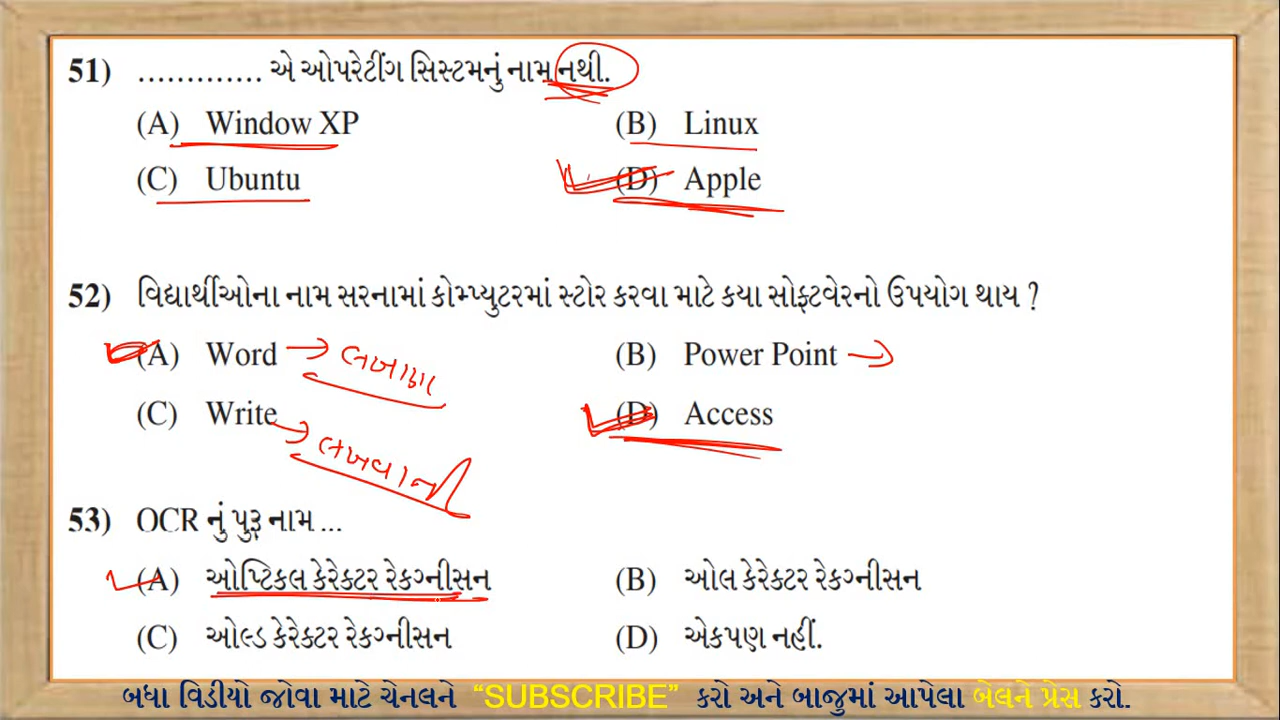 51) ............. એ ઓપરેટીંગ સિસ્ટમનું નામ નથી.
(A) Window XP (B) Linux
(C) Ubuntu (D) Apple
52) વિદ્યાર્થીઓના નામ સરનામાં કોમ્પ્યુટરમાં સ્ટોર કરવા માટે કયા સોફ્ટવેરનો ઉપયોગ થાય ?
(A) Word → લખાણ (B) Power Point →
(C) Write → લખવાની (D) Access
53) OCR નું પુરૂ નામ ...
(A) ઓપ્ટિકલ કેરેક્ટર રેકગ્નીસન (B) ઓલ કેરેક્ટર રેકગ્નીસન
(C) ઓલ્ડ કેરેક્ટર રેકગ્નીસન (D) એકપણ નહીં.
બધા વિડીયો જોવા માટે ચેનલને “SUBSCRIBE” કરો અને બાજુમાં આપેલા બેલને પ્રેસ કરો.